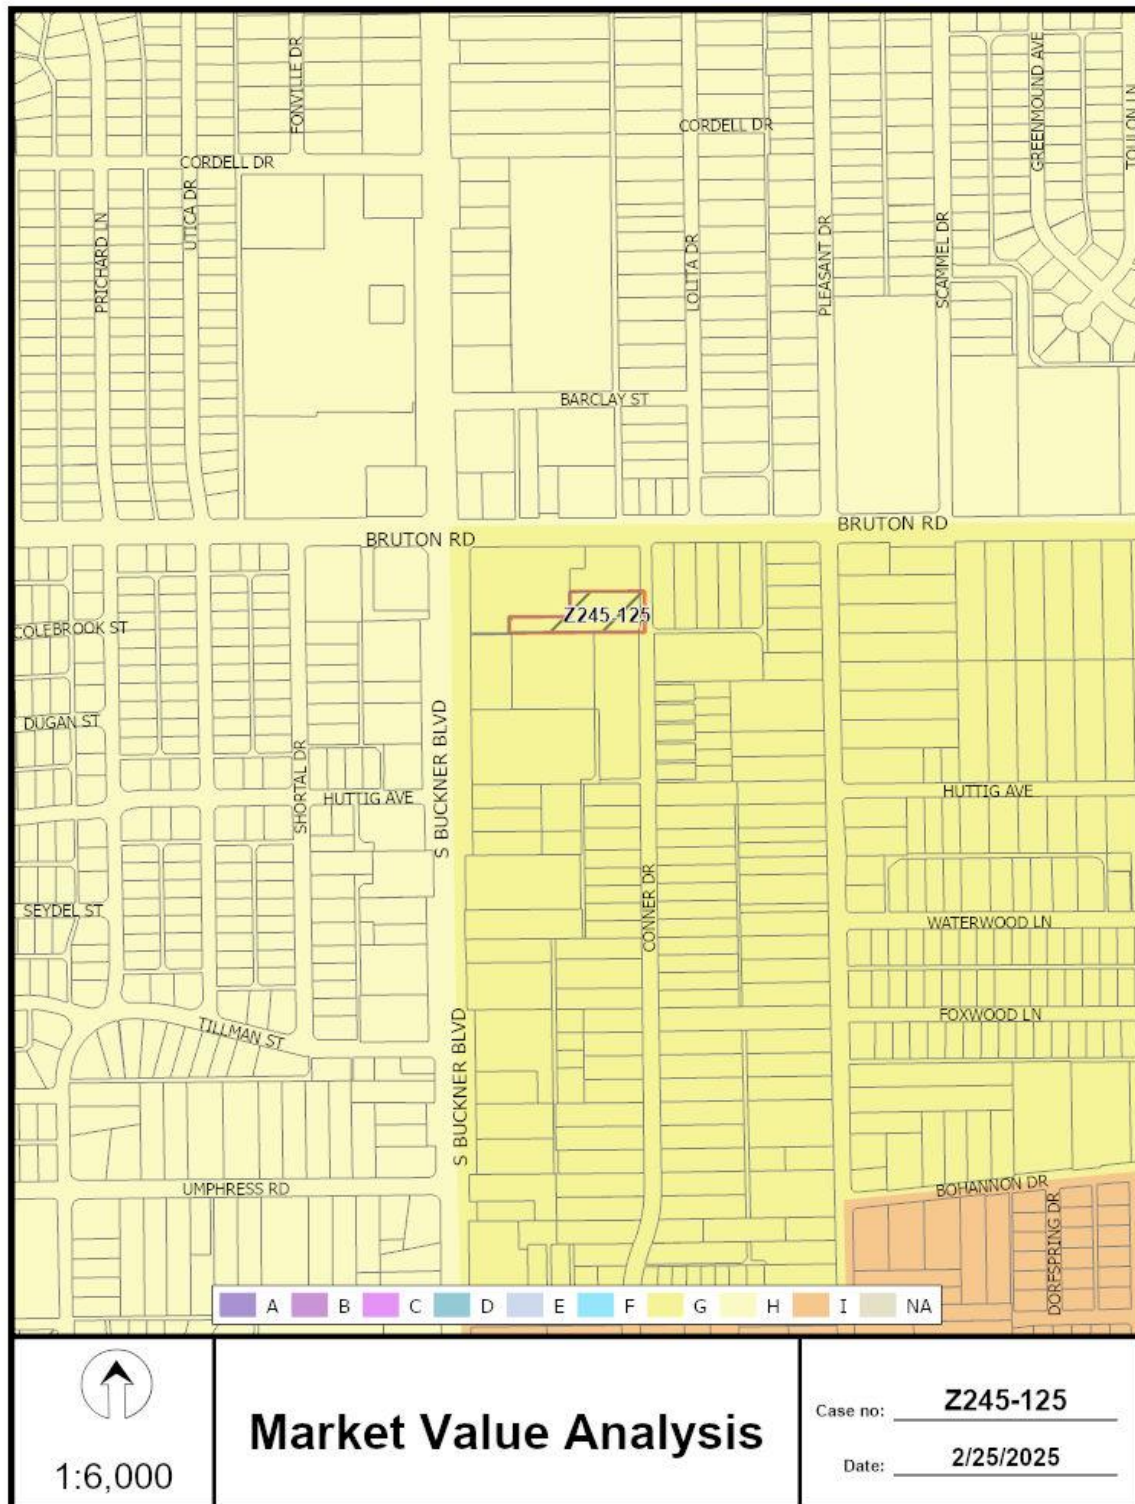 FONVILLE DR
GREENMOUND AVE
TOULON LN
CORDELL DR
CORDELL DR
UTICA DR
PRICHARD LN
LOLITA DR
PLEASANT DR
SCAMMEL DR
BARCLAY ST
BRUTON RD
BRUTON RD
Z245-125
COLEBROOK ST
DUGAN ST
S BUCKNER BLVD
SHORTAL DR
HUTTIG AVE
HUTTIG AVE
CONNER DR
SEYDEL ST
WATERWOOD LN
FOXWOOD LN
TILLMAN ST
S BUCKNER BLVD
UMPHRESS RD
BOHANNON DR
DORFSPRING DR
A B C D E F G H I NA
1:6,000
Market Value Analysis
Case no: Z245-125
Date: 2/25/2025